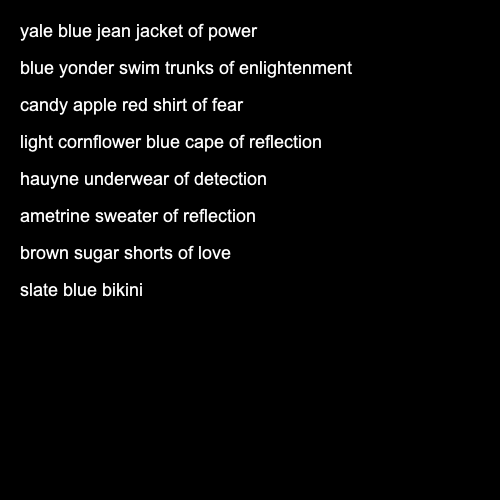 yale blue jean jacket of power
blue yonder swim trunks of enlightenment
candy apple red shirt of fear
light cornflower blue cape of reflection
hauyne underwear of detection
ametrine sweater of reflection
brown sugar shorts of love
slate blue bikini